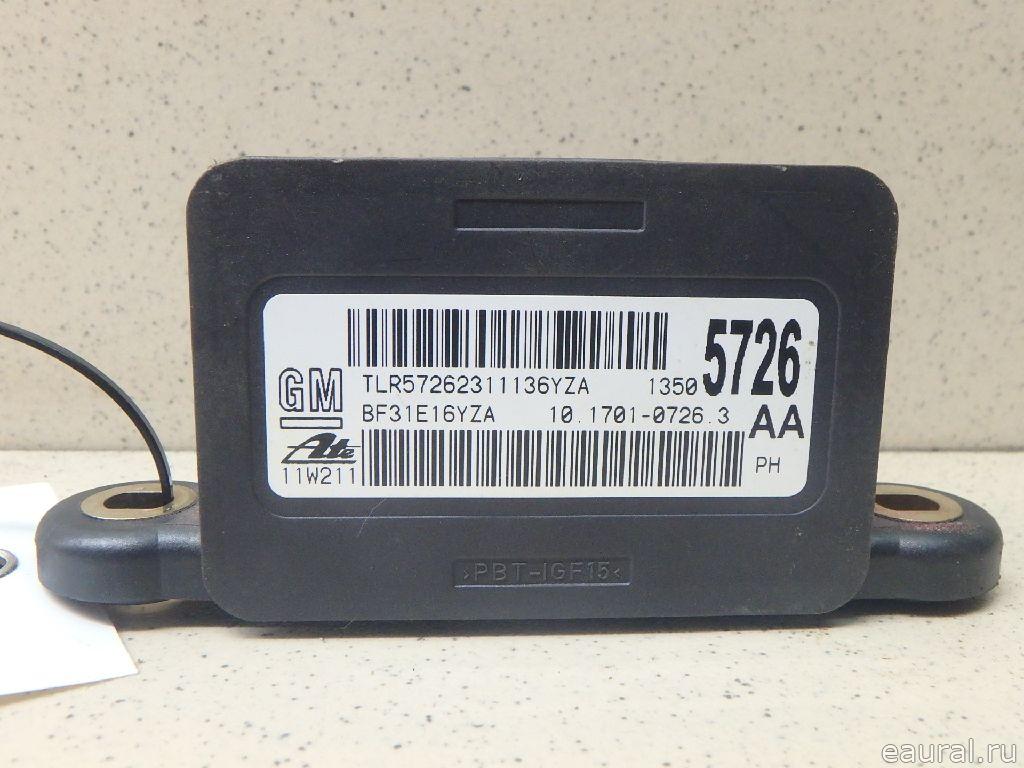 GM
TLR57262311136YZA 1350 5726
BF31E16YZA 10.1701-0726.3 AA
Ate
11W211 PH
>PBT-IGF15<
eaural.ru